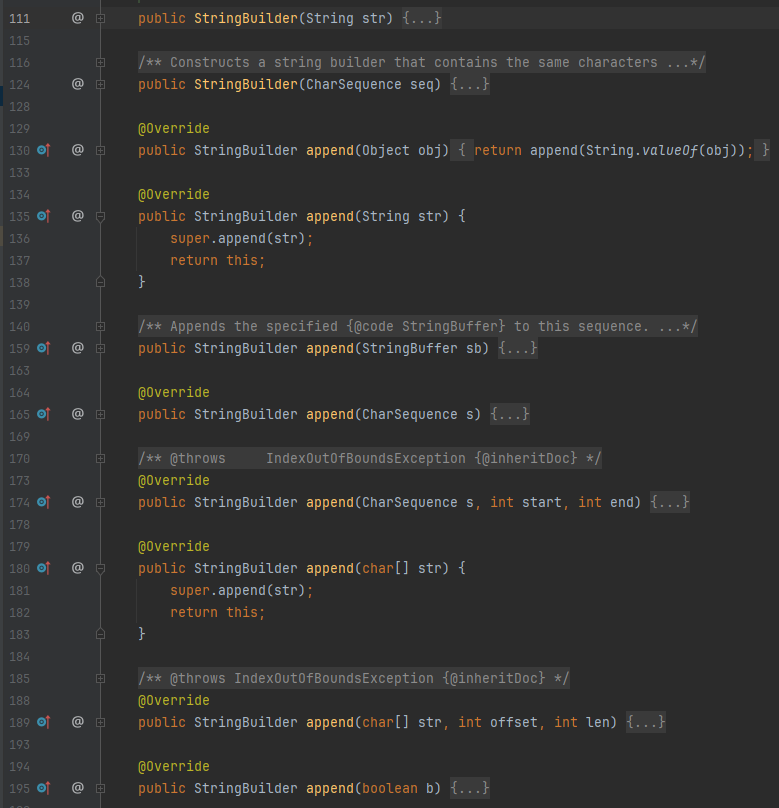 111 @ public StringBuilder(String str) {...}
115
116 /** Constructs a string builder that contains the same characters ...*/
124 @ public StringBuilder(CharSequence seq) {...}
128
129 @Override
130 @ public StringBuilder append(Object obj) { return append(String.valueOf(obj)); }
133
134 @Override
135 @ public StringBuilder append(String str) {
136 super.append(str);
137 return this;
138 }
139
140 /** Appends the specified {@code StringBuffer} to this sequence. ...*/
159 @ public StringBuilder append(StringBuffer sb) {...}
163
164 @Override
165 @ public StringBuilder append(CharSequence s) {...}
169
170 /** @throws     IndexOutOfBoundsException {@inheritDoc} */
173 @Override
174 @ public StringBuilder append(CharSequence s, int start, int end) {...}
178
179 @Override
180 @ public StringBuilder append(char[] str) {
181 super.append(str);
182 return this;
183 }
184
185 /** @throws IndexOutOfBoundsException {@inheritDoc} */
188 @Override
189 @ public StringBuilder append(char[] str, int offset, int len) {...}
193
194 @Override
195 @ public StringBuilder append(boolean b) {...}